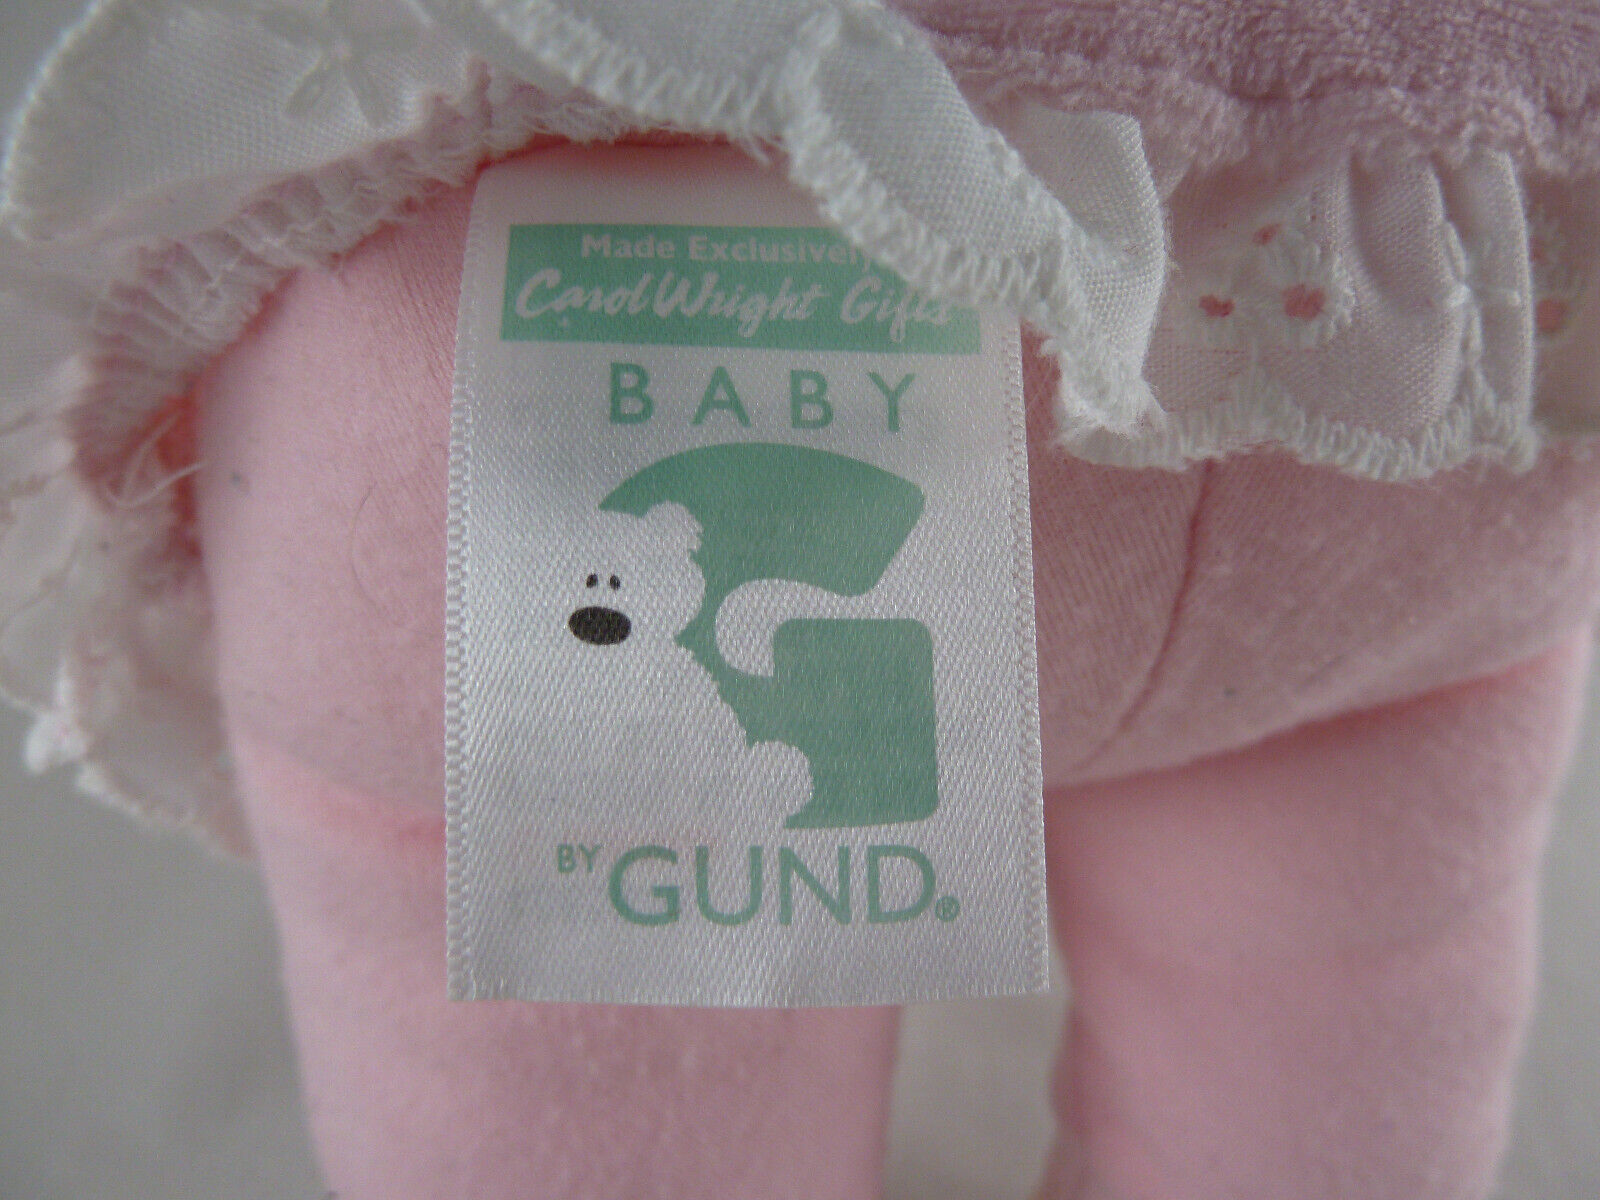 Made Exclusively
Carol Wright Gifts
BABY
BY GUND®